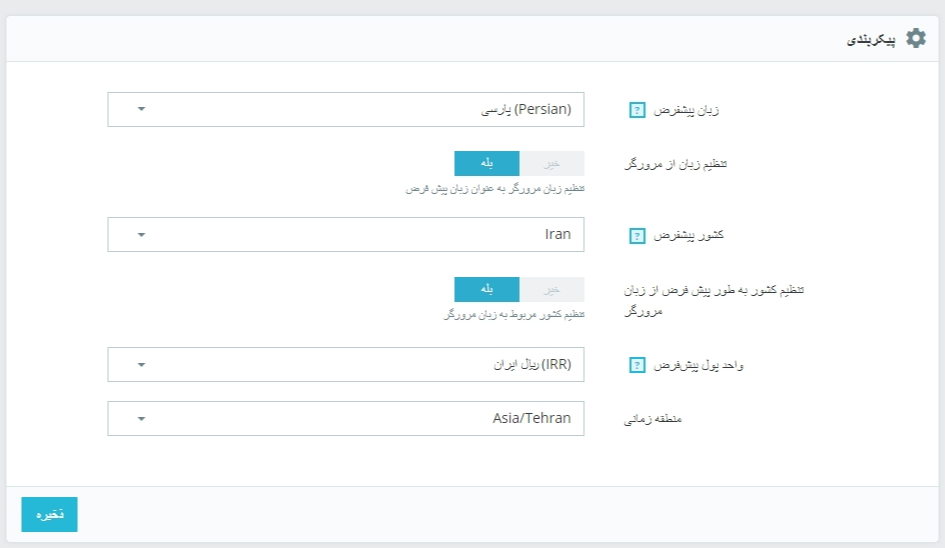 پیکربندی
زبان پیشفرض ?
پارسی (Persian)
تنظیم زبان از مرورگر
خیر بله
تنظیم زبان مرورگر به عنوان زبان پیش فرض
کشور پیشفرض ?
Iran
تنظیم کشور به طور پیش فرض از زبان
مرورگر
خیر بله
تنظیم کشور مربوط به زبان مرورگر
واحد پول پیش‌فرض ?
ریال ایران (IRR)
منطقه زمانی
Asia/Tehran
ذخیره